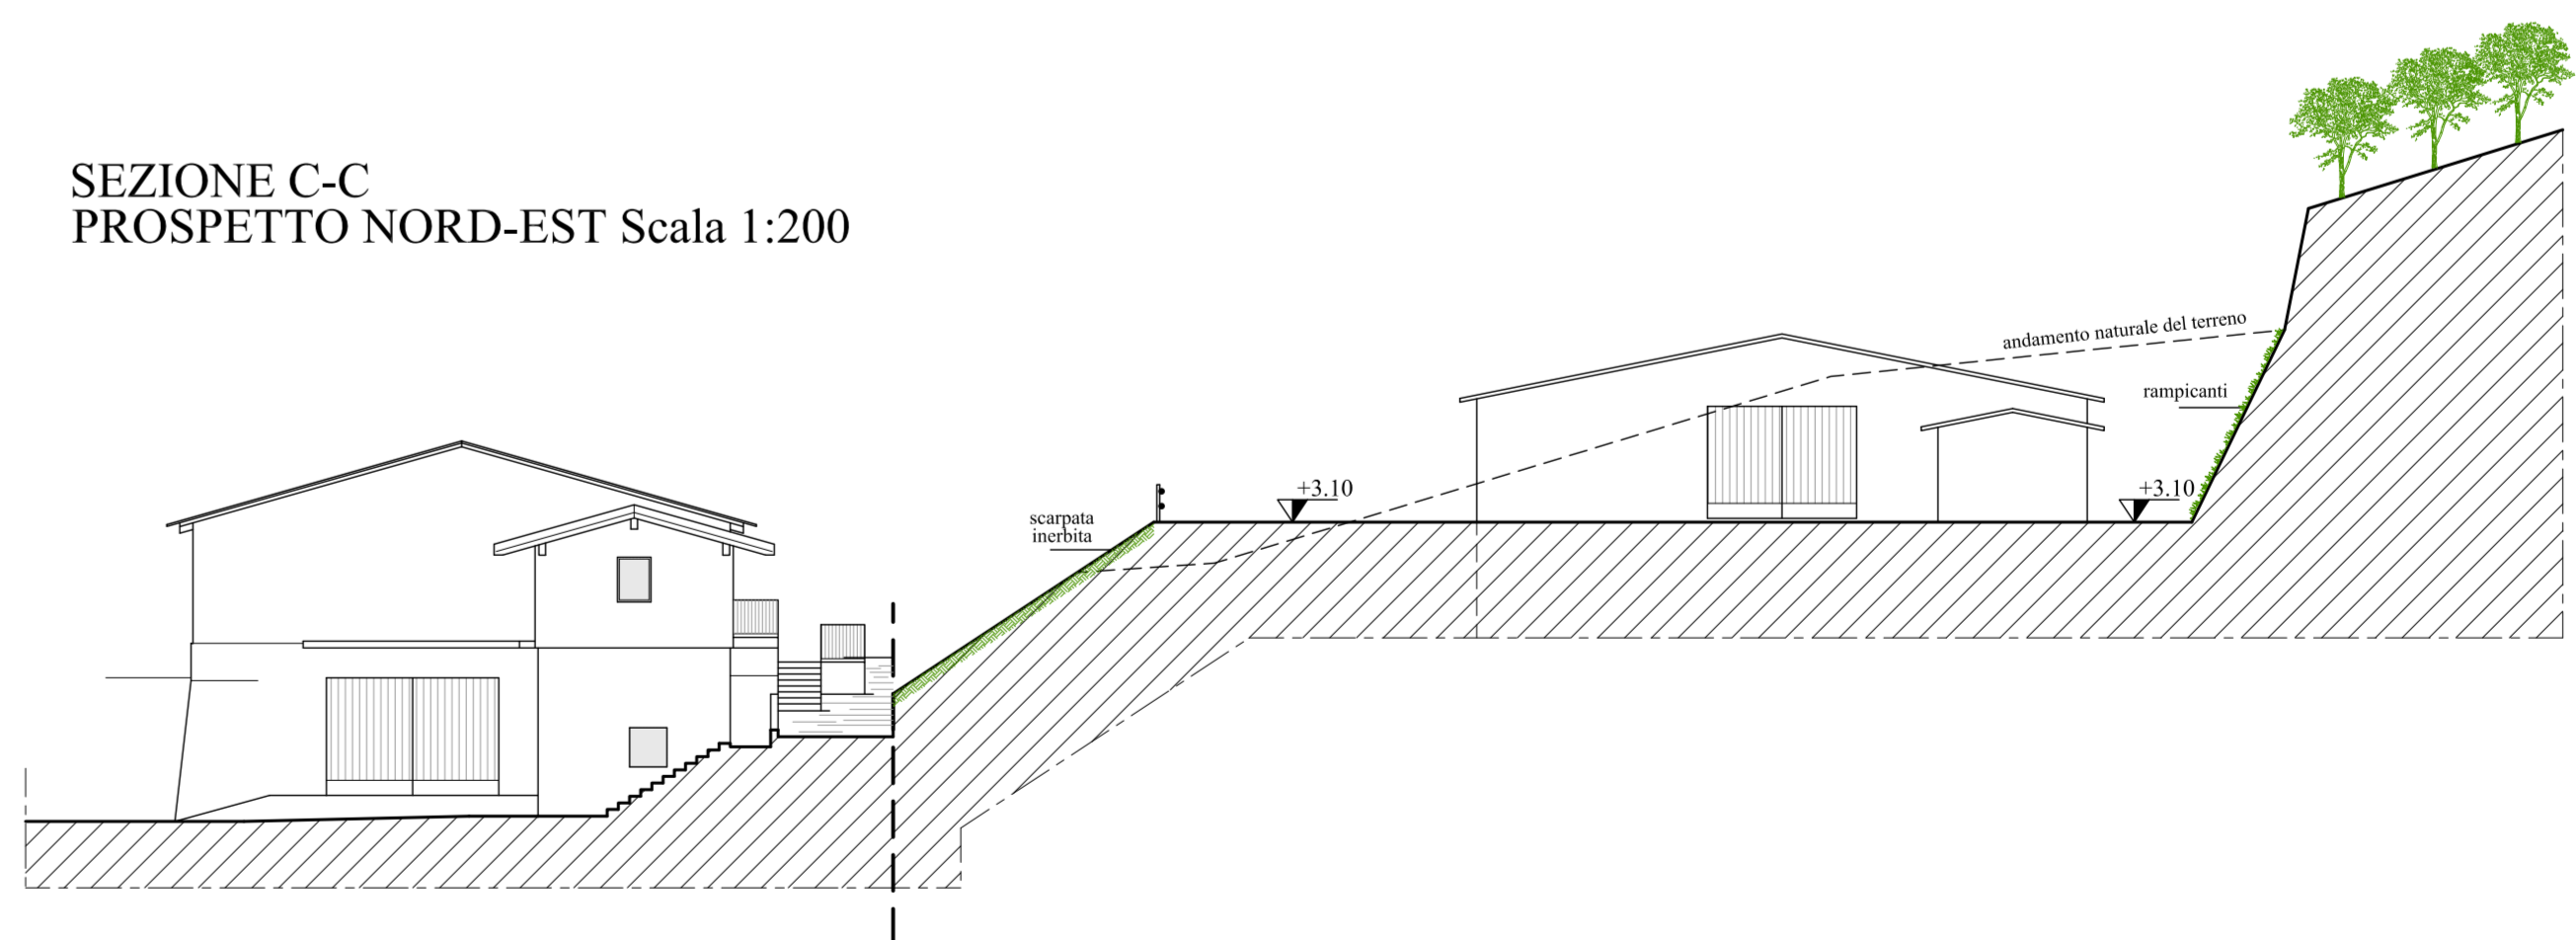 SEZIONE C-C
PROSPETTO NORD-EST Scala 1:200
andamento naturale del terreno
rampicanti
+3.10
+3.10
scarpata
inerbita